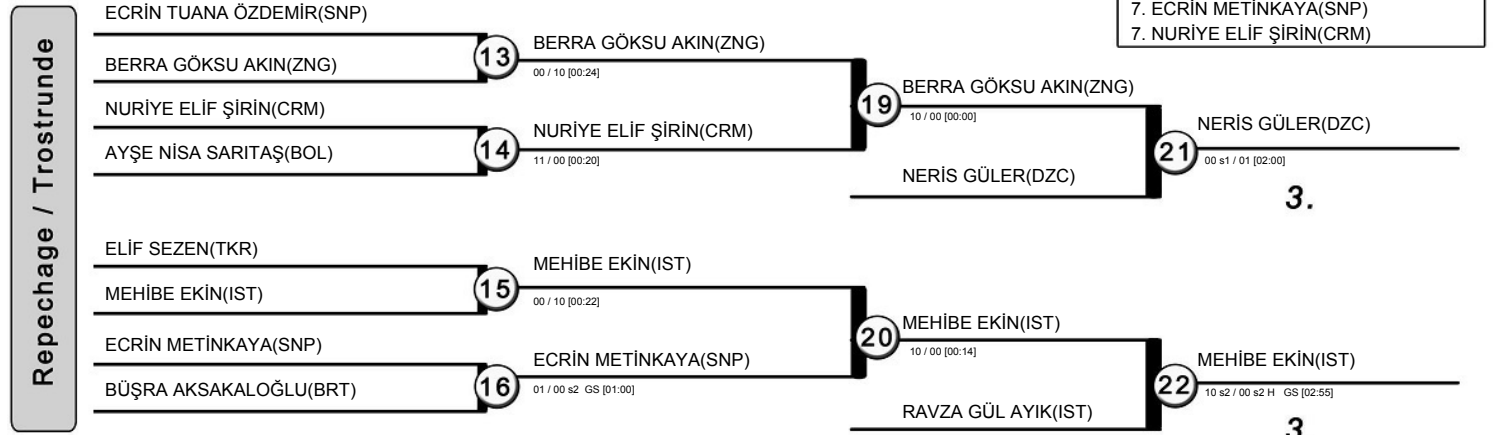 Repechage / Trostrunde
7. ECRİN METİNKAYA(SNP)
7. NURİYE ELİF ŞİRİN(CRM)
ECRİN TUANA ÖZDEMİR(SNP)
BERRA GÖKSU AKIN(ZNG)
13
BERRA GÖKSU AKIN(ZNG)
00 / 10 [00:24]
NURİYE ELİF ŞİRİN(CRM)
AYŞE NİSA SARITAŞ(BOL)
14
NURİYE ELİF ŞİRİN(CRM)
11 / 00 [00:20]
19
BERRA GÖKSU AKIN(ZNG)
10 / 00 [00:00]
NERİS GÜLER(DZC)
21
NERİS GÜLER(DZC)
00 s1 / 01 [02:00]
3.
ELİF SEZEN(TKR)
MEHİBE EKİN(IST)
15
MEHİBE EKİN(IST)
00 / 10 [00:22]
ECRİN METİNKAYA(SNP)
BÜŞRA AKSAKALOĞLU(BRT)
16
ECRİN METİNKAYA(SNP)
01 / 00 s2 GS [01:00]
20
MEHİBE EKİN(IST)
10 / 00 [00:14]
RAVZA GÜL AYIK(IST)
22
MEHİBE EKİN(IST)
10 s2 / 00 s2 H GS [02:55]
3